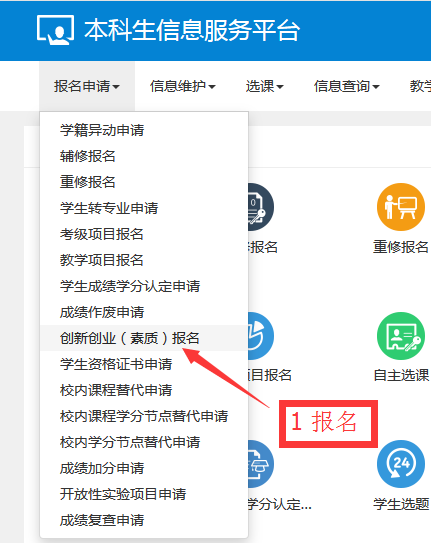 本科生信息服务平台
报名申请 信息维护 选课 信息查询
学籍异动申请
辅修报名
重修报名
学生转专业申请
考级项目报名
教学项目报名
学生成绩学分认定申请
成绩作废申请
创新创业（素质）报名
学生资格证书申请
校内课程替代申请
校内课程学分节点替代申请
校内学分节点替代申请
成绩加分申请
开放性实验项目申请
成绩复查申请
报名
重修报名
项目报名
自主选课
1 报名
学分认定...
24
学生选题